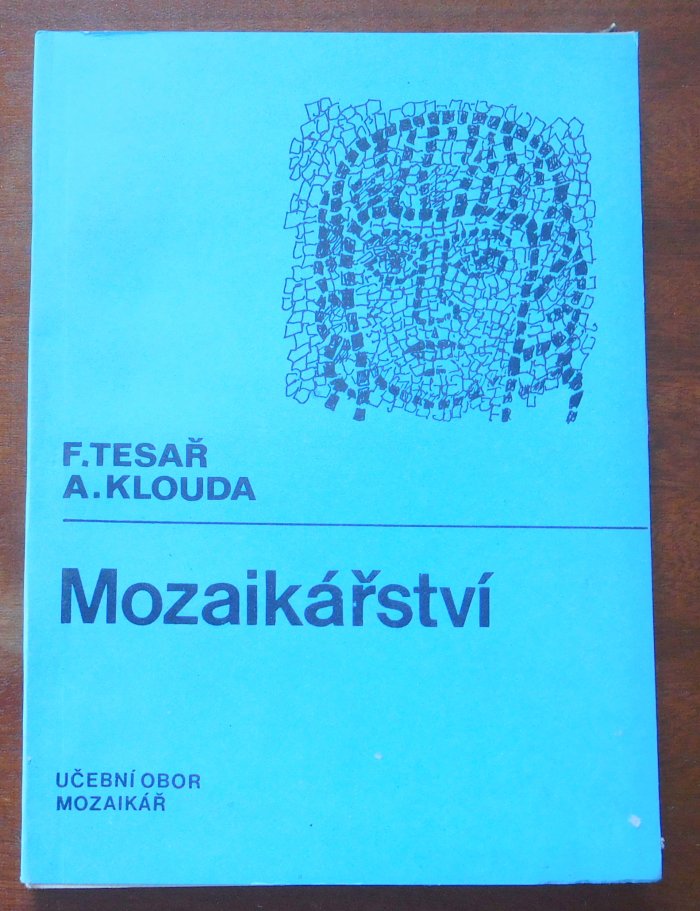 F. TESAŘ
A. KLOUDA
Mozaikářství
UČEBNÍ OBOR
MOZAIKÁŘ